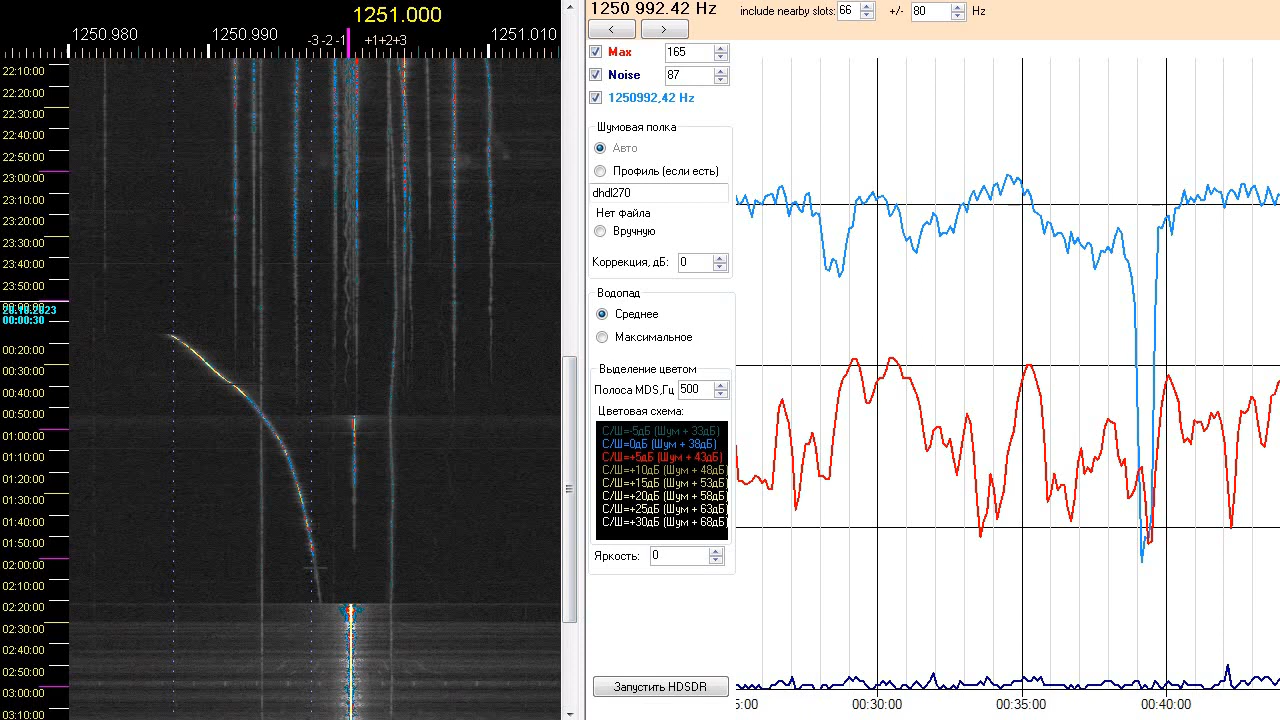 1251.000
1250.980
1250.990
-3 -2 -1
+1+2+3
1251.010
22:10:00
22:20:00
22:30:00
22:40:00
22:50:00
23:00:00
23:10:00
23:20:00
23:30:00
23:40:00
23:50:00
00:00:30
00:20:00
00:30:00
00:40:00
00:50:00
01:00:00
01:10:00
01:20:00
01:30:00
01:40:00
01:50:00
02:00:00
02:10:00
02:20:00
02:30:00
02:40:00
02:50:00
03:00:00
03:10:00
1250 992.42 Hz
include nearby slots: 66 +/- 80 Hz
<
>
Max 165
Noise 87
1250992,42 Hz
Шумовая полка
Авто
Профиль (если есть)
dhdl270
Нет файла
Вручную
Коррекция, дБ: 0
Водопад
Среднее
Максимальное
Выделение цветом
Полоса MDS,Гц 500
Цветовая схема:
С/Ш=-5дБ (Шум + 33дБ)
С/Ш=0дБ (Шум + 38дБ)
С/Ш=+5дБ (Шум + 43дБ)
С/Ш=+10дБ (Шум + 48дБ)
С/Ш=+15дБ (Шум + 53дБ)
С/Ш=+20дБ (Шум + 58дБ)
С/Ш=+25дБ (Шум + 63дБ)
С/Ш=+30дБ (Шум + 68дБ)
Яркость: 0
Запустить HDSDR
5:00
00:30:00
00:35:00
00:40:00